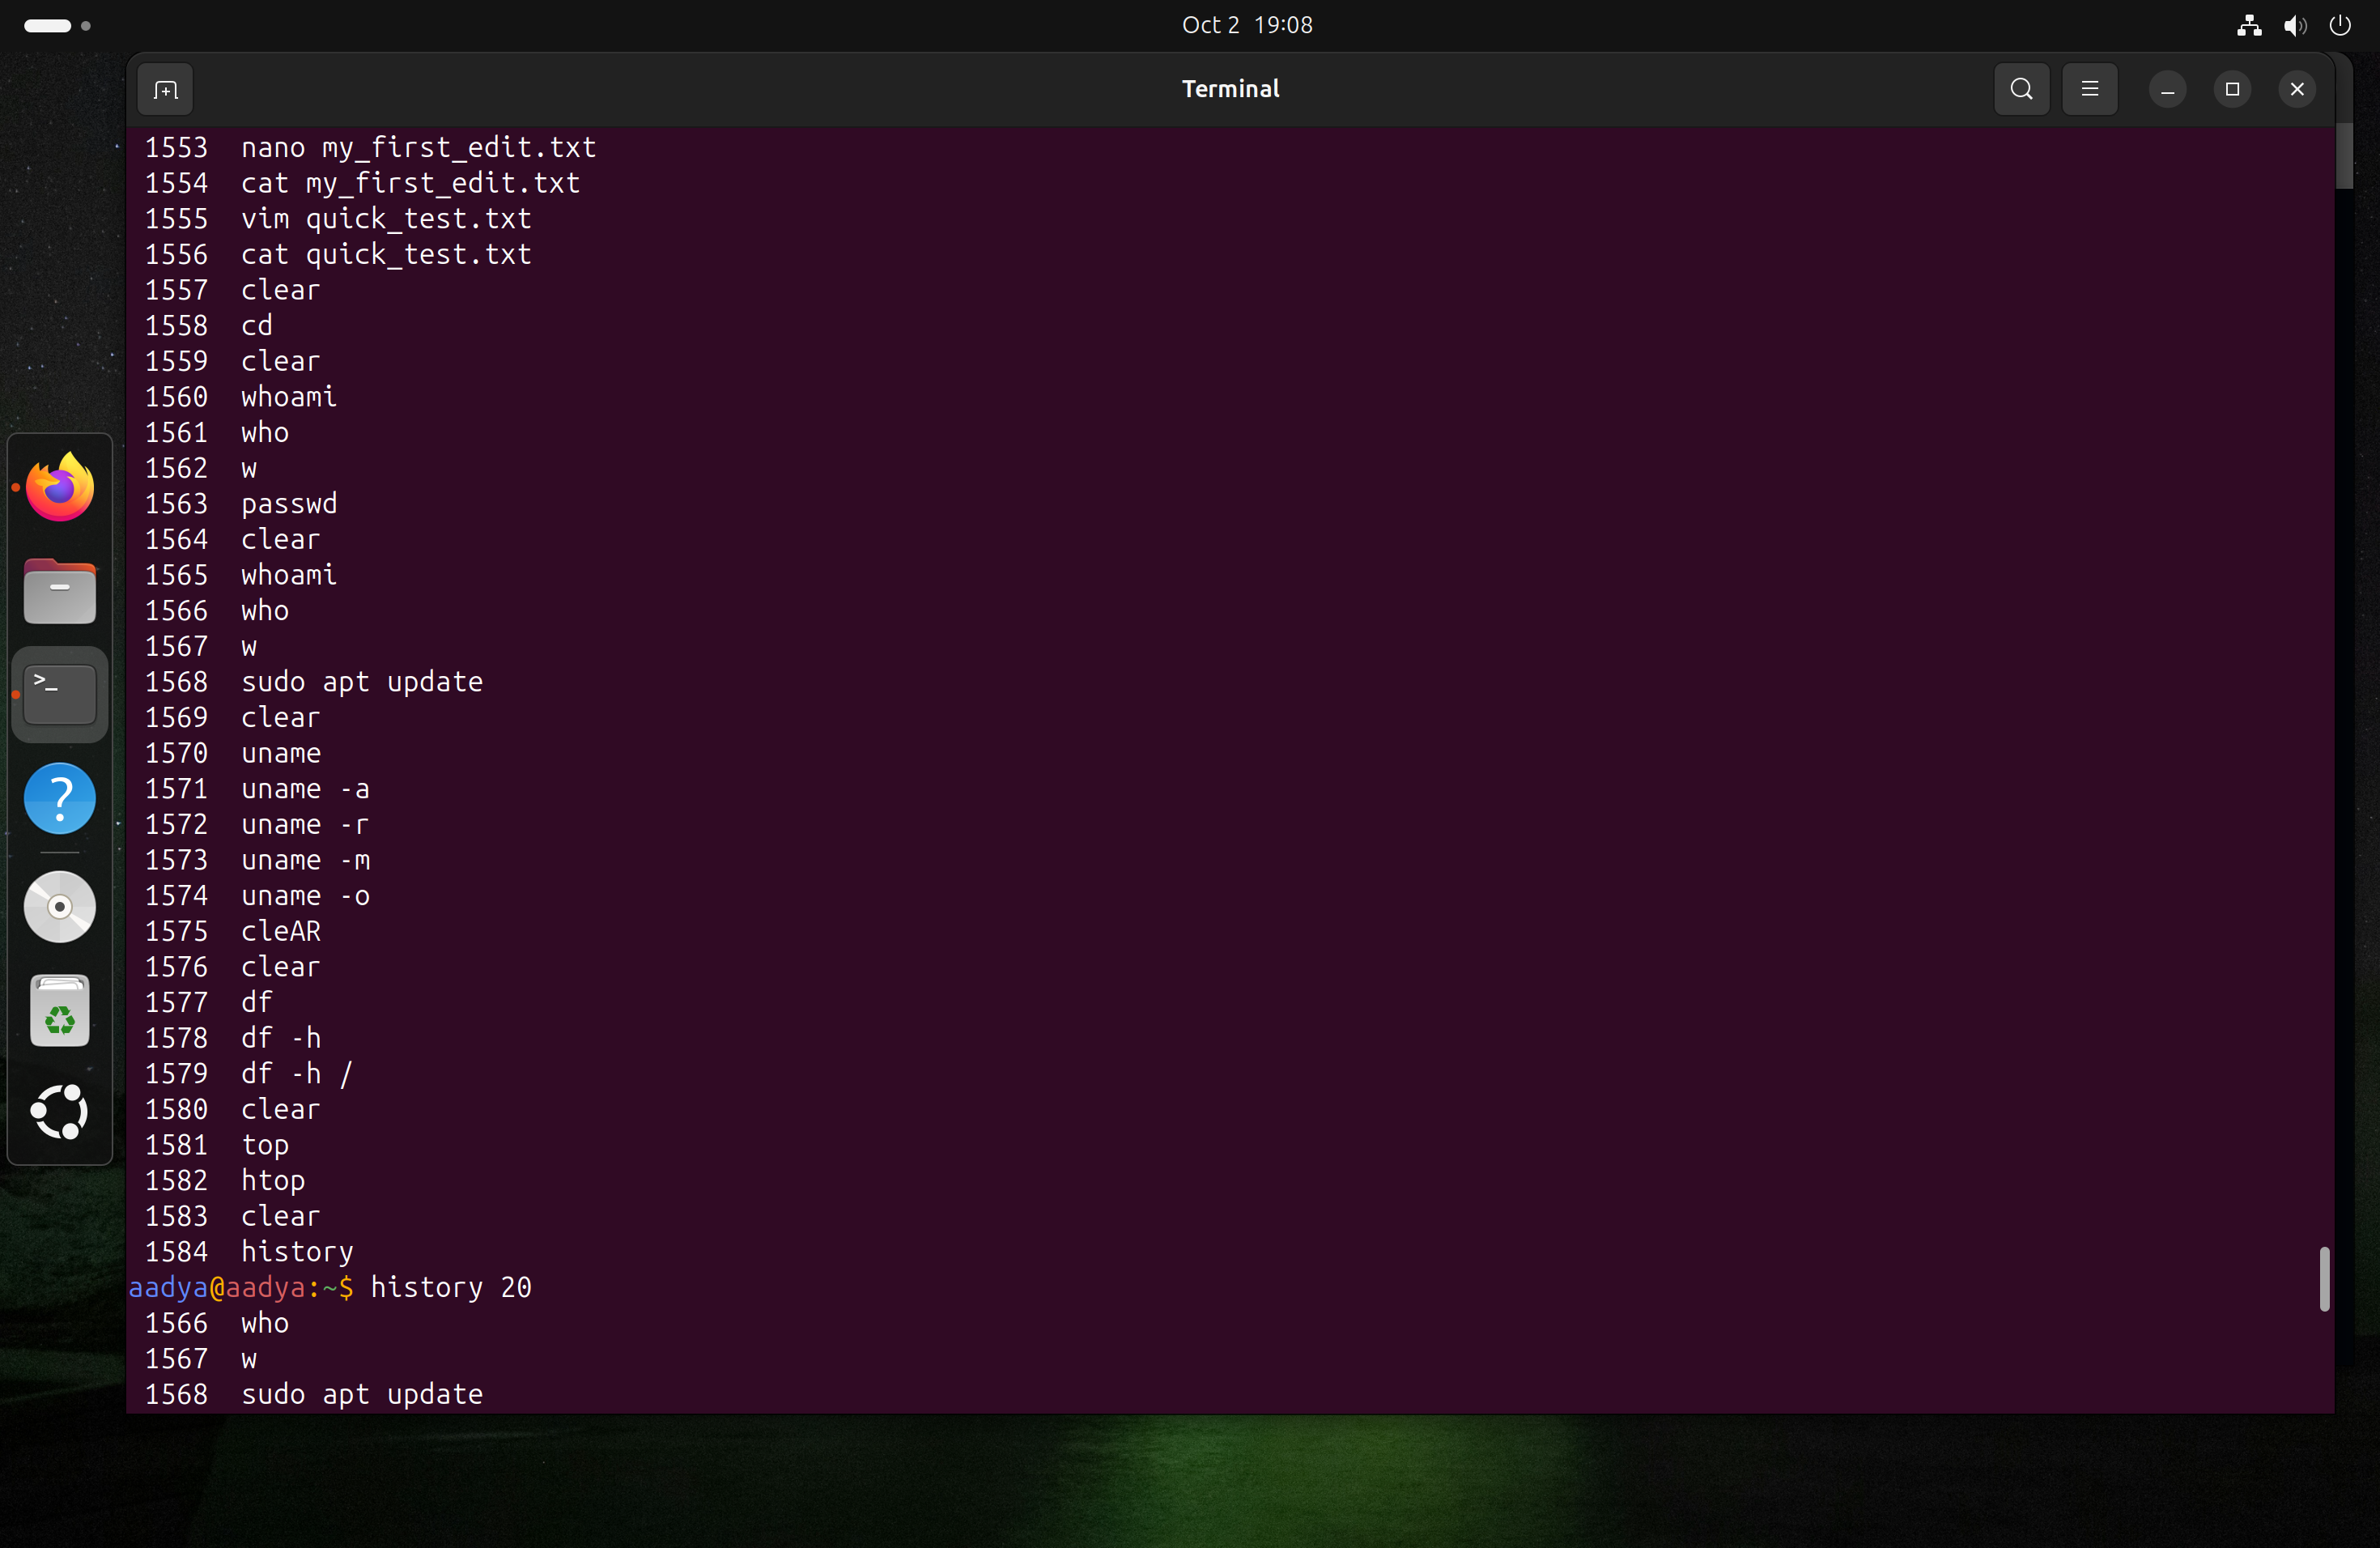 Oct 2 19:08
Terminal
1553 nano my_first_edit.txt
1554 cat my_first_edit.txt
1555 vim quick_test.txt
1556 cat quick_test.txt
1557 clear
1558 cd
1559 clear
1560 whoami
1561 who
1562 w
1563 passwd
1564 clear
1565 whoami
1566 who
1567 w
1568 sudo apt update
1569 clear
1570 uname
1571 uname -a
1572 uname -r
1573 uname -m
1574 uname -o
1575 cleAR
1576 clear
1577 df
1578 df -h
1579 df -h /
1580 clear
1581 top
1582 htop
1583 clear
1584 history
aadya@aadya:~$ history 20
1566 who
1567 w
1568 sudo apt update